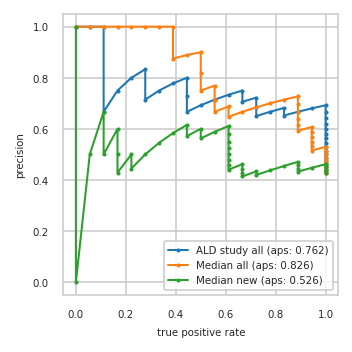 1.0
0.8
0.6
0.4
0.2
0.0
precision
ALD study all (aps: 0.762)
Median all (aps: 0.826)
Median new (aps: 0.526)
0.0 0.2 0.4 0.6 0.8 1.0
true positive rate